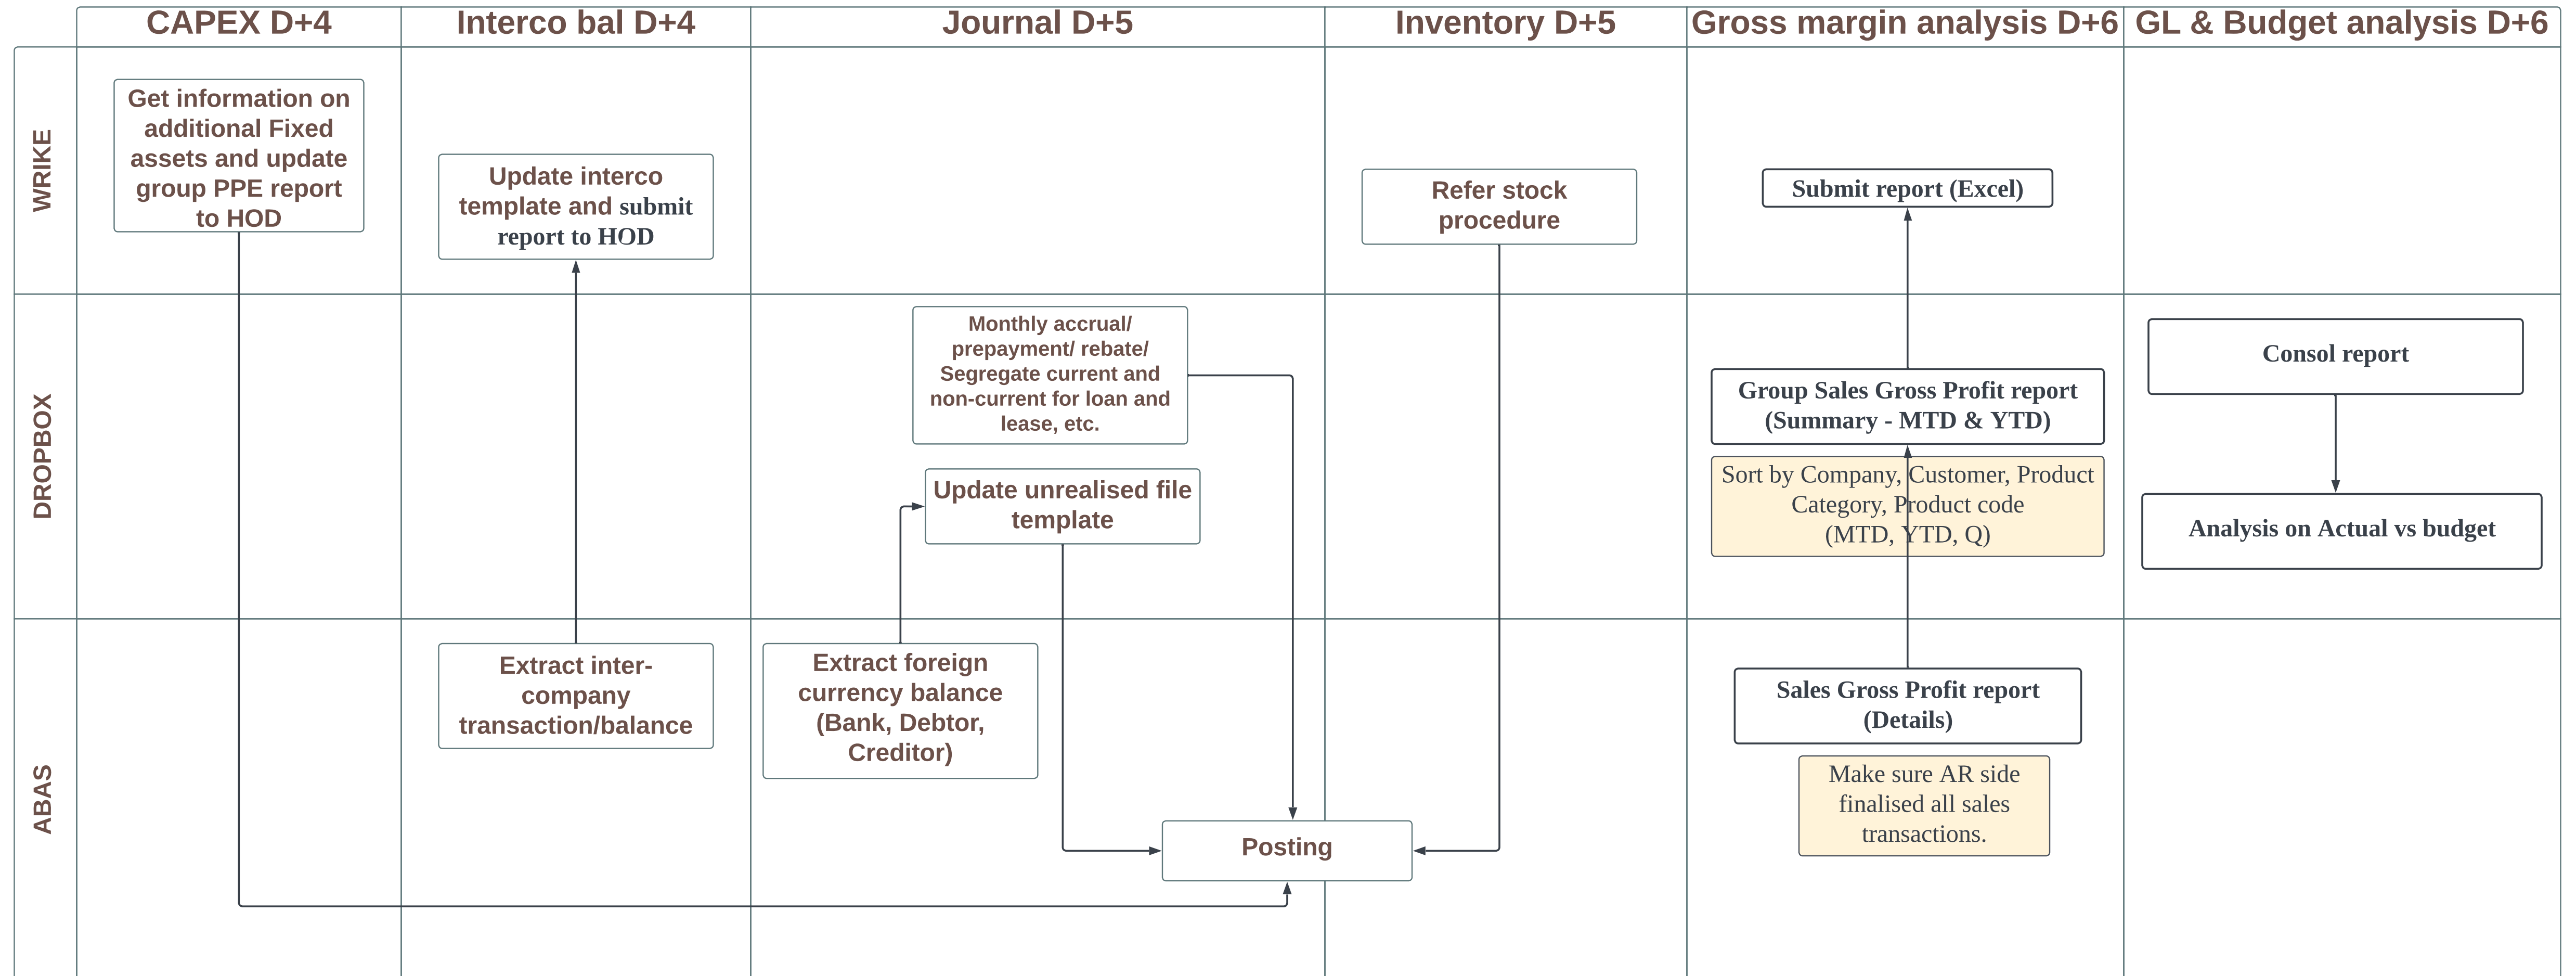 CAPEX D+4
Interco bal D+4
Journal D+5
Inventory D+5
Gross margin analysis D+6
GL & Budget analysis D+6
WRIKE
Get information on
additional Fixed
assets and update
group PPE report
to HOD
Update interco
template and submit
report to HOD
Refer stock
procedure
Submit report (Excel)
DROPBOX
Monthly accrual/
prepayment/ rebate/
Segregate current and
non-current for loan and
lease, etc.
Update unrealised file
template
Group Sales Gross Profit report
(Summary - MTD & YTD)
Sort by Company, Customer, Product
Category, Product code
(MTD, YTD, Q)
Consol report
Analysis on Actual vs budget
ABAS
Extract inter-
company
transaction/balance
Extract foreign
currency balance
(Bank, Debtor,
Creditor)
Posting
Sales Gross Profit report
(Details)
Make sure AR side
finalised all sales
transactions.